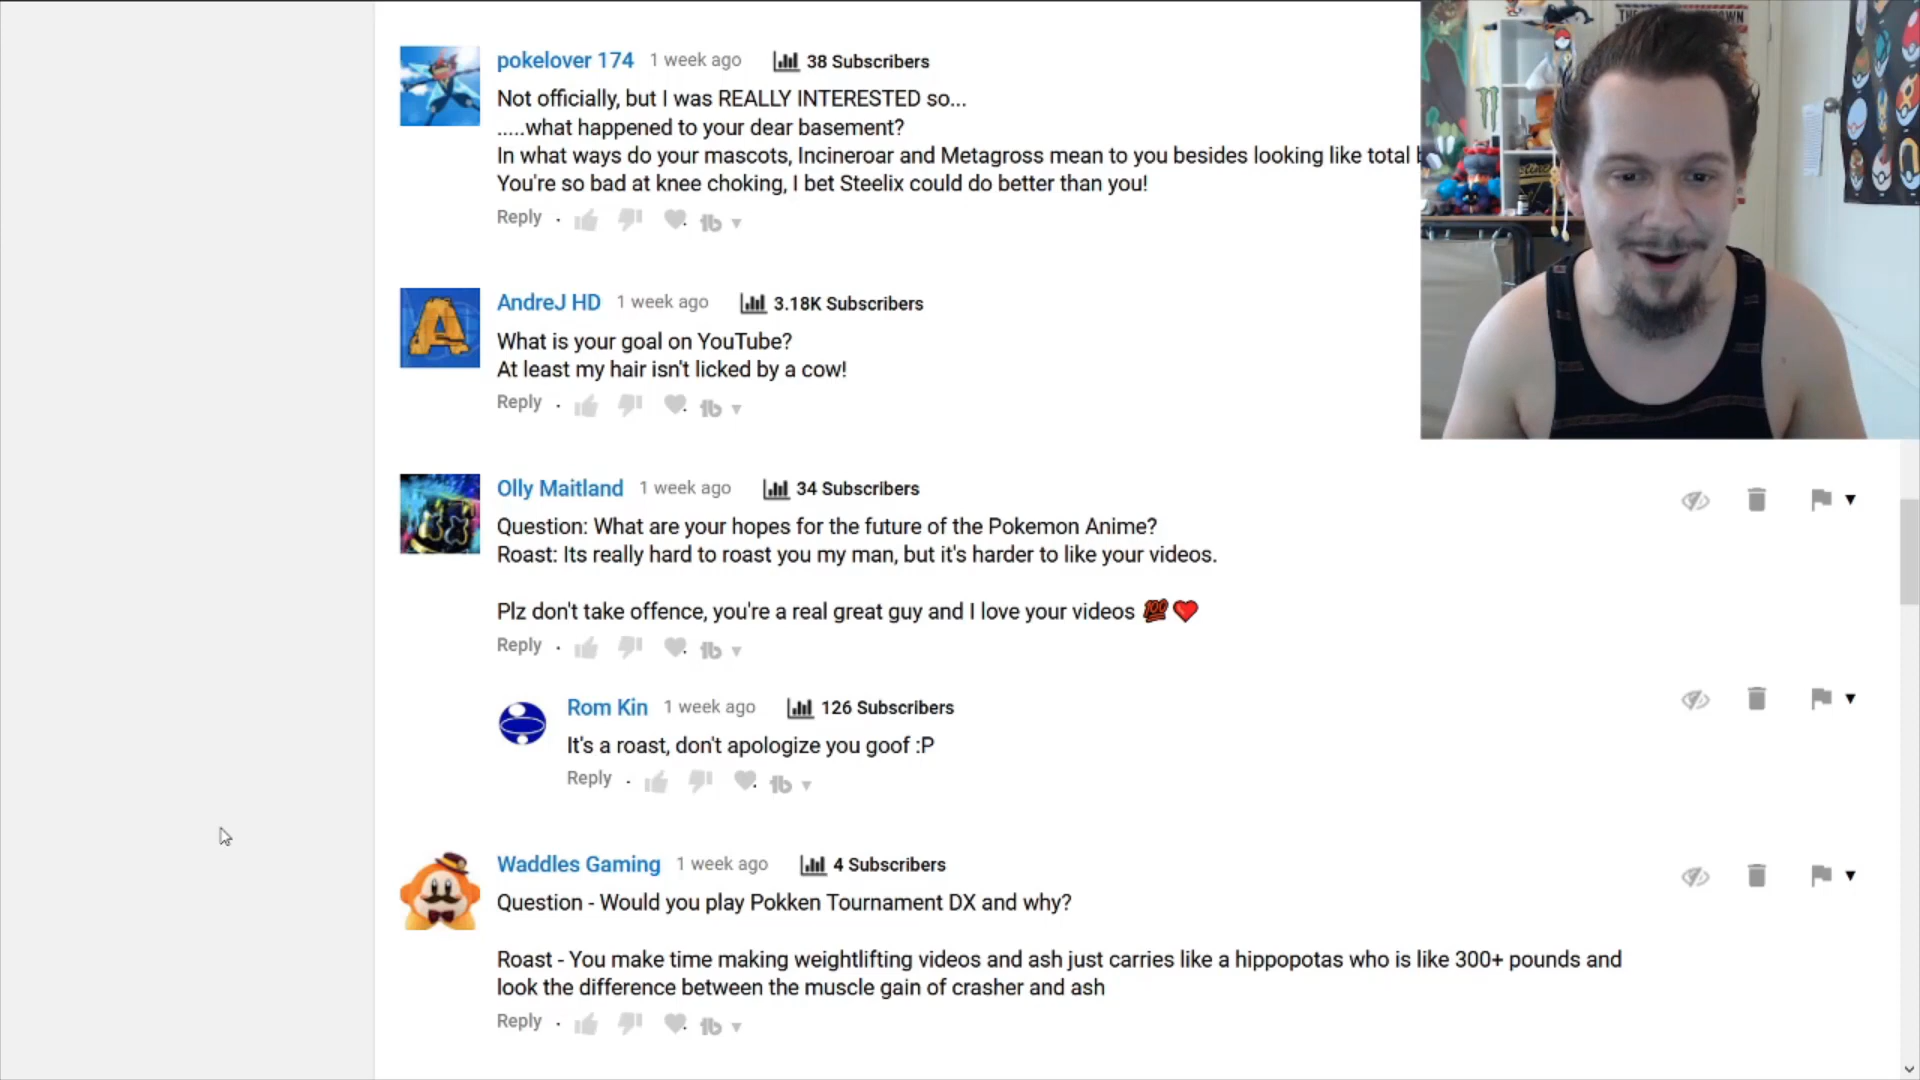 pokelover 174 1 week ago 38 Subscribers
Not officially, but I was REALLY INTERESTED so...
.....what happened to your dear basement?
In what ways do your mascots, Incineroar and Metagross mean to you besides looking like total
You're so bad at knee choking, I bet Steelix could do better than you!
Reply .
AndreJ HD 1 week ago 3.18K Subscribers
What is your goal on YouTube?
At least my hair isn't licked by a cow!
Reply .
Olly Maitland 1 week ago 34 Subscribers
Question: What are your hopes for the future of the Pokemon Anime?
Roast: Its really hard to roast you my man, but it's harder to like your videos.
Plz don't take offence, you're a real great guy and I love your videos 💯❤️
Reply .
Rom Kin 1 week ago 126 Subscribers
It's a roast, don't apologize you goof :P
Reply .
Waddles Gaming 1 week ago 4 Subscribers
Question - Would you play Pokken Tournament DX and why?
Roast - You make time making weightlifting videos and ash just carries like a hippopotas who is like 300+ pounds and
look the difference between the muscle gain of crasher and ash
Reply .